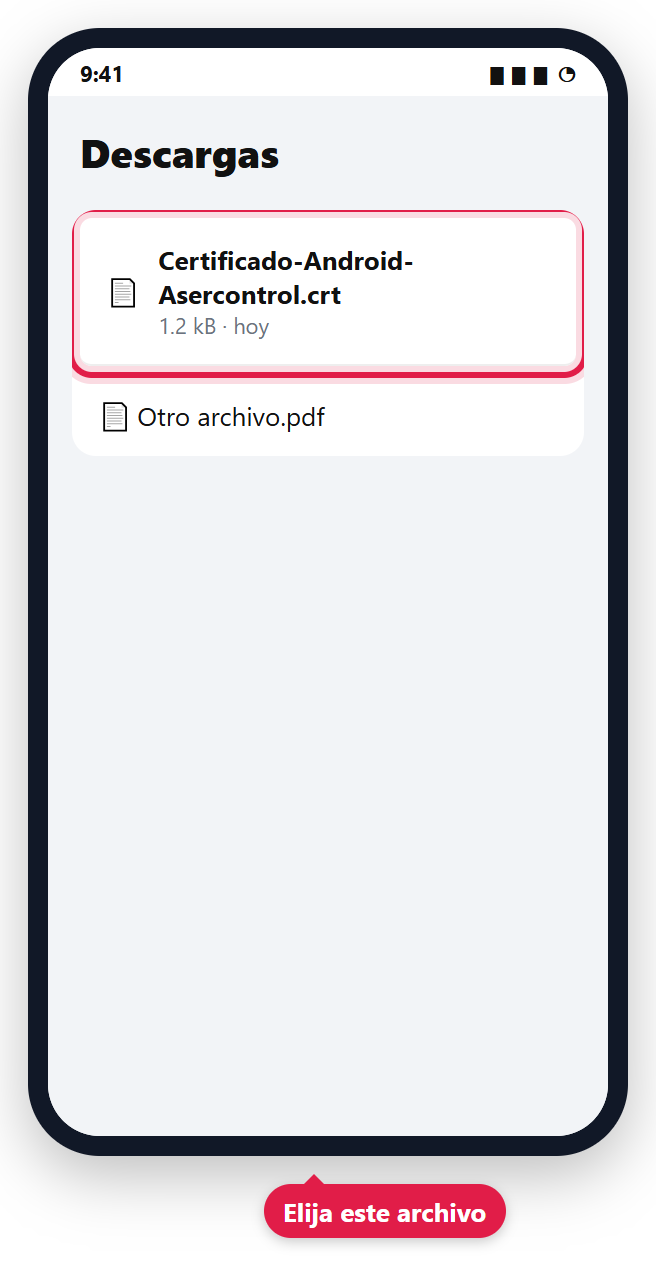 9:41
Descargas
Certificado-Android-
Asercontrol.crt
1.2 kB · hoy
Otro archivo.pdf
Elija este archivo